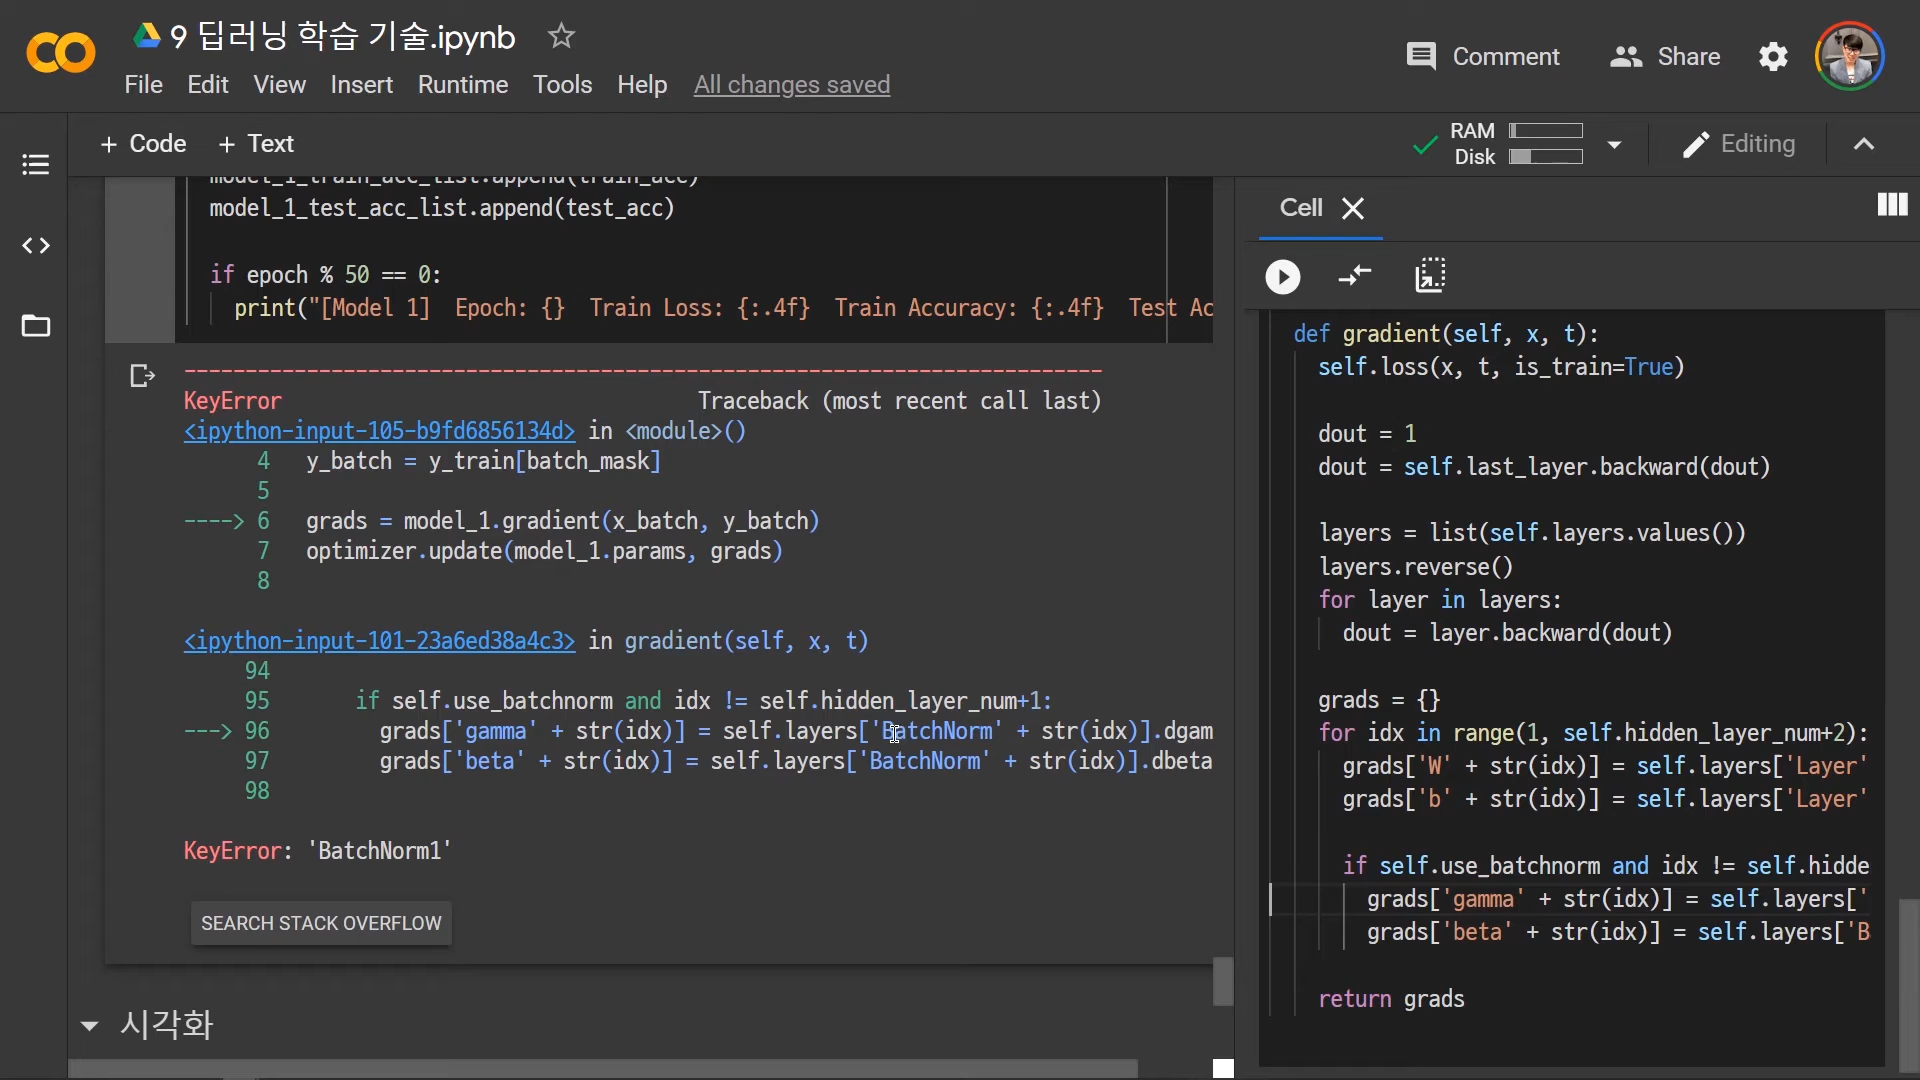 9 딥러닝 학습 기술.ipynb
File Edit View Insert Runtime Tools Help All changes saved
Comment Share
+ Code + Text
RAM
Disk
Editing
model_1_train_acc_list.append(train_acc)
model_1_test_acc_list.append(test_acc)
if epoch % 50 == 0:
print("[Model 1] Epoch: {} Train Loss: {:.4f} Train Accuracy: {:.4f} Test Ac
---------------------------------------------------------------------------
KeyError Traceback (most recent call last)
<ipython-input-105-b9fd6856134d> in <module>()
4 y_batch = y_train[batch_mask]
5
----> 6 grads = model_1.gradient(x_batch, y_batch)
7 optimizer.update(model_1.params, grads)
8
<ipython-input-101-23a6ed38a4c3> in gradient(self, x, t)
94
95 if self.use_batchnorm and idx != self.hidden_layer_num+1:
---> 96 grads['gamma' + str(idx)] = self.layers['BatchNorm' + str(idx)].dgam
97 grads['beta' + str(idx)] = self.layers['BatchNorm' + str(idx)].dbeta
98
KeyError: 'BatchNorm1'
SEARCH STACK OVERFLOW
시각화
Cell
def gradient(self, x, t):
self.loss(x, t, is_train=True)
dout = 1
dout = self.last_layer.backward(dout)
layers = list(self.layers.values())
layers.reverse()
for layer in layers:
dout = layer.backward(dout)
grads = {}
for idx in range(1, self.hidden_layer_num+2):
grads['W' + str(idx)] = self.layers['Layer'
grads['b' + str(idx)] = self.layers['Layer'
if self.use_batchnorm and idx != self.hidde
grads['gamma' + str(idx)] = self.layers['
grads['beta' + str(idx)] = self.layers['B
return grads